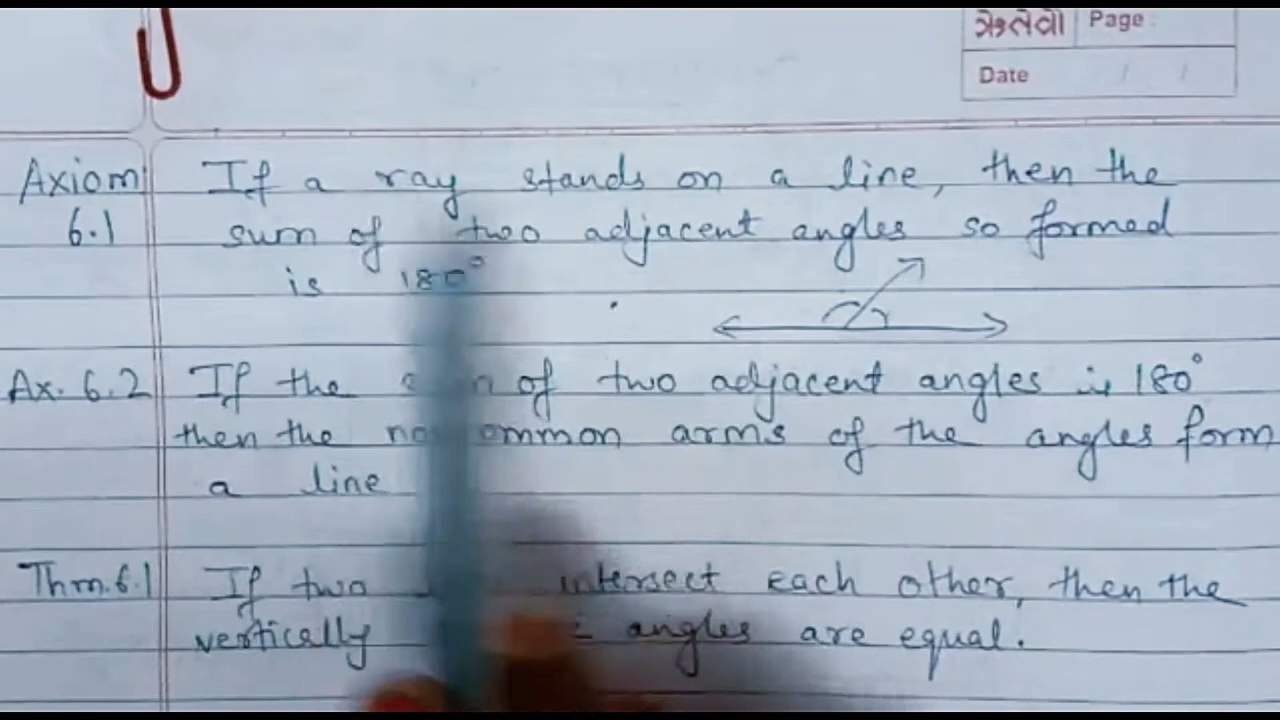 ઋતેવી Page :
Date / /
Axiom If a ray stands on a line, then the
6.1 sum of two adjacent angles so formed
is 180°
Ax. 6.2 If the of two adjacent angles is 180°
then the arms of the angles form
a line
Thm. 6.1 If two intersect each other, then the
vertically angles are equal.